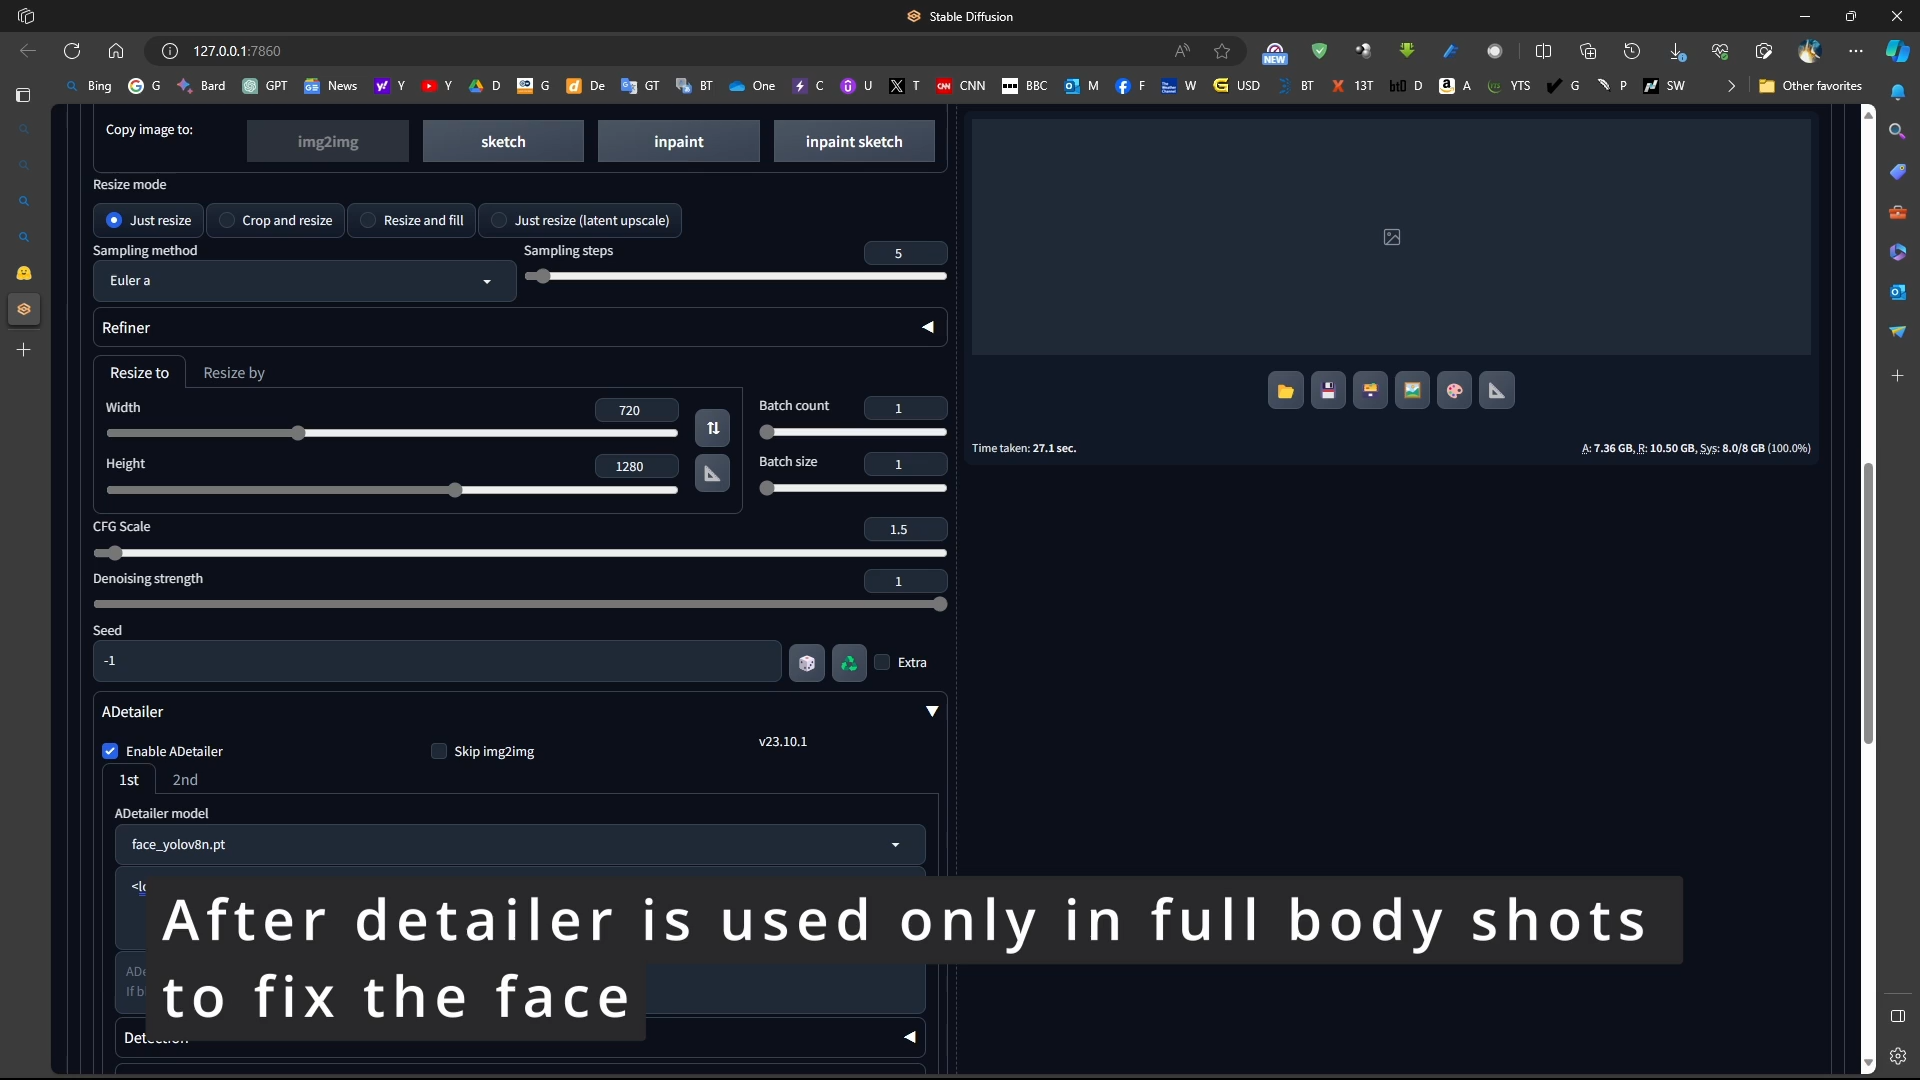 Stable Diffusion
127.0.0.1:7860
NEW
Bing G Bard GPT News Y Y D G De GT BT One C U T CNN BBC M F W USD BT 13T D A YTS G P SW Other favorites
Copy image to:
img2img
sketch
inpaint
inpaint sketch
Resize mode
Just resize
Crop and resize
Resize and fill
Just resize (latent upscale)
Sampling method
Sampling steps
5
Euler a
Refiner
Resize to
Resize by
Width
720
Batch count
1
Height
1280
Batch size
1
Time taken: 27.1 sec.
A: 7.36 GB, R: 10.50 GB, Sys: 8.0/8 GB (100.0%)
CFG Scale
1.5
Denoising strength
1
Seed
-1
Extra
ADetailer
Enable ADetailer
Skip img2img
v23.10.1
1st
2nd
ADetailer model
face_yolov8n.pt
After detailer is used only in full body shots
to fix the face